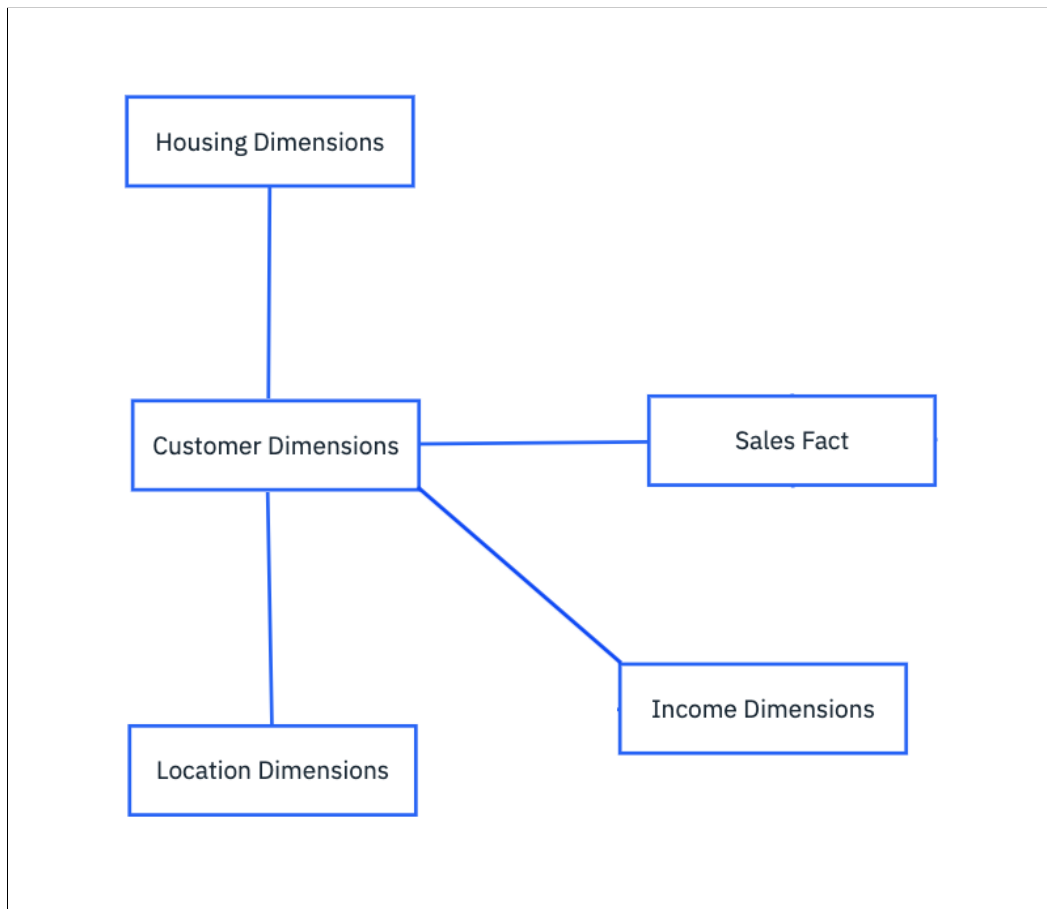 Housing Dimensions
Customer Dimensions
Sales Fact
Income Dimensions
Location Dimensions